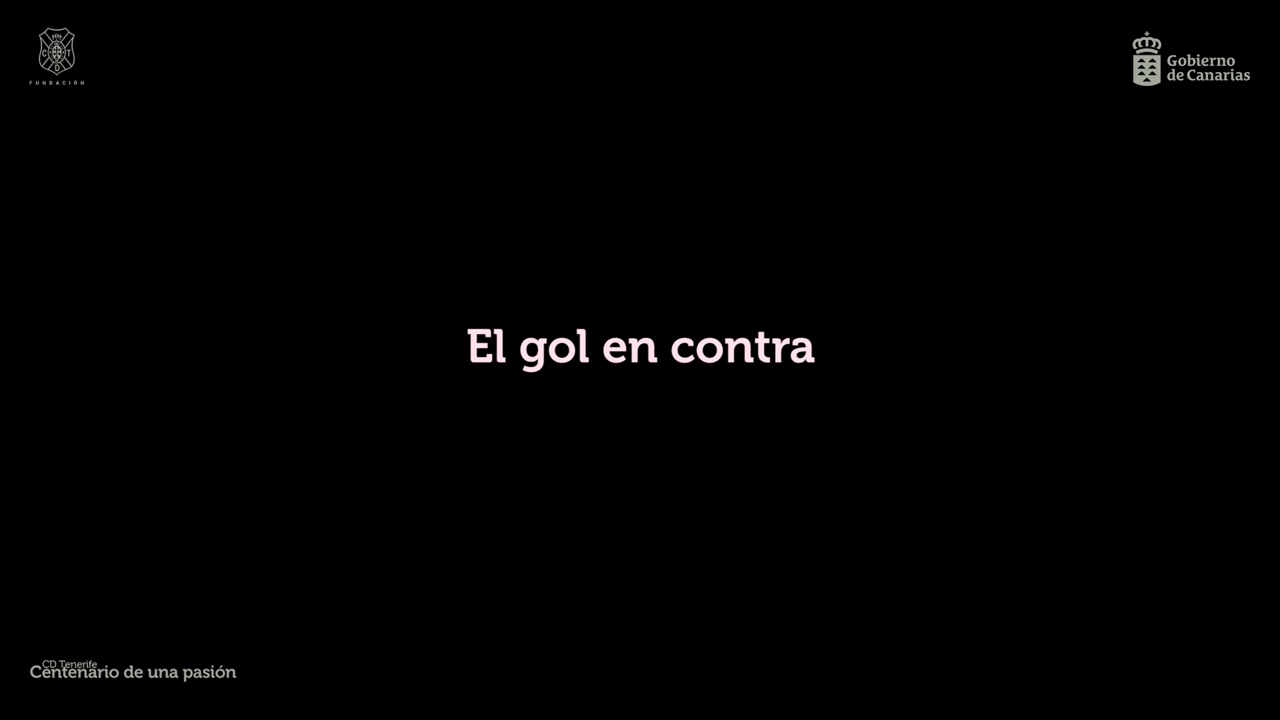 C T
D
FUNDACIÓN
Gobierno
de Canarias
El gol en contra
CD Tenerife
Centenario de una pasión